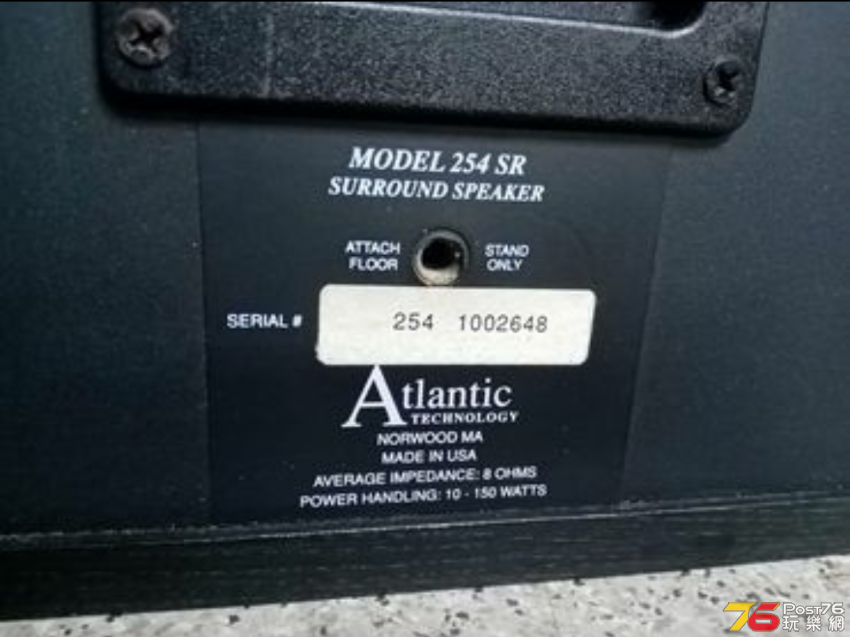 MODEL 254 SR
SURROUND SPEAKER
ATTACH FLOOR
STAND ONLY
SERIAL # 254 1002648
Atlantic
TECHNOLOGY
NORWOOD MA
MADE IN USA
AVERAGE IMPEDANCE: 8 OHMS
POWER HANDLING: 10 - 150 WATTS
76 Post76
玩樂網